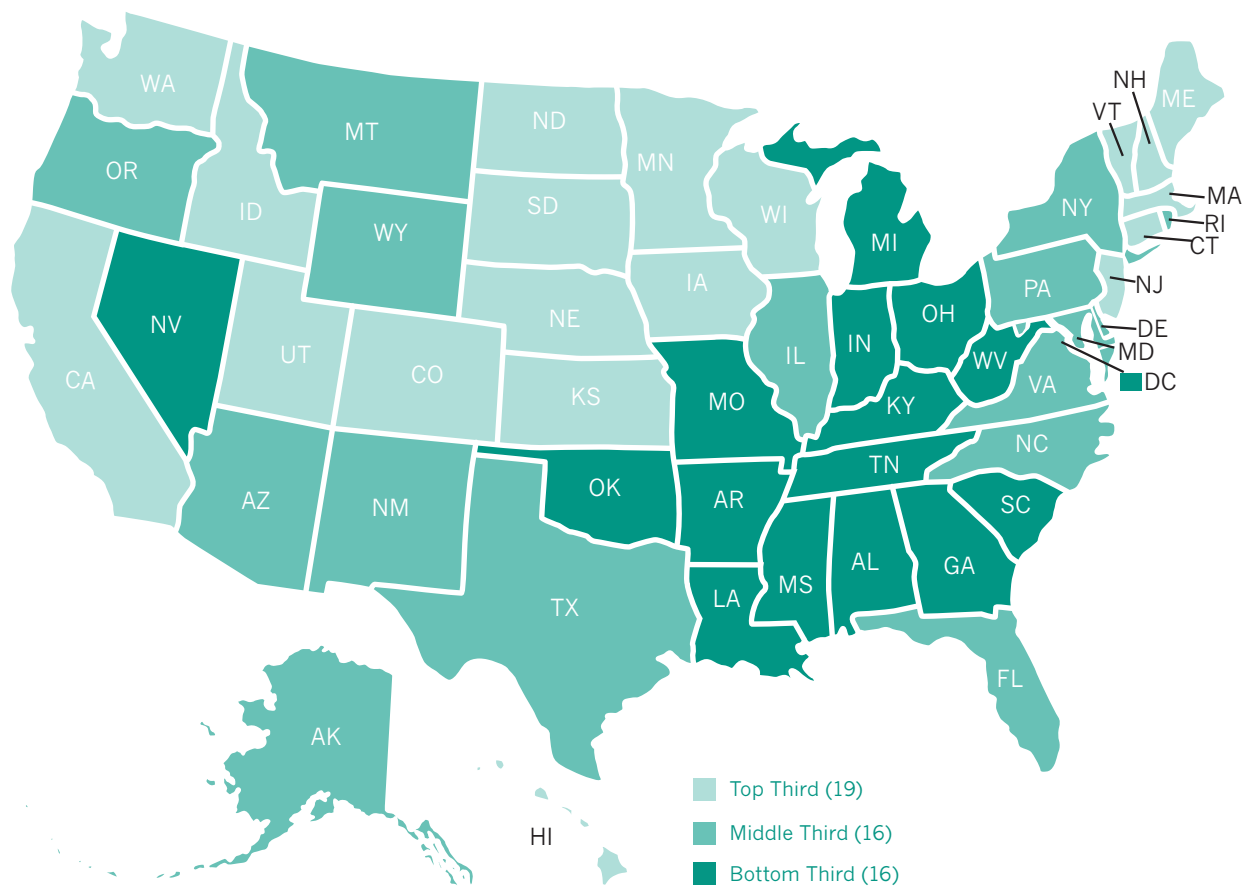 NH
ME
WA
VT
ND
MT
MN
OR
MA
SD
NY
ID
WI
RI
WY
MI
CT
IA
NJ
PA
OH
NE
NV
DE
IN
UT
IL
MD
WV
CO
CA
VA
DC
KS
MO
KY
NC
TN
OK
AZ
AR
SC
NM
AL
GA
MS
LA
TX
FL
AK
Top Third (19)
HI
Middle Third (16)
Bottom Third (16)